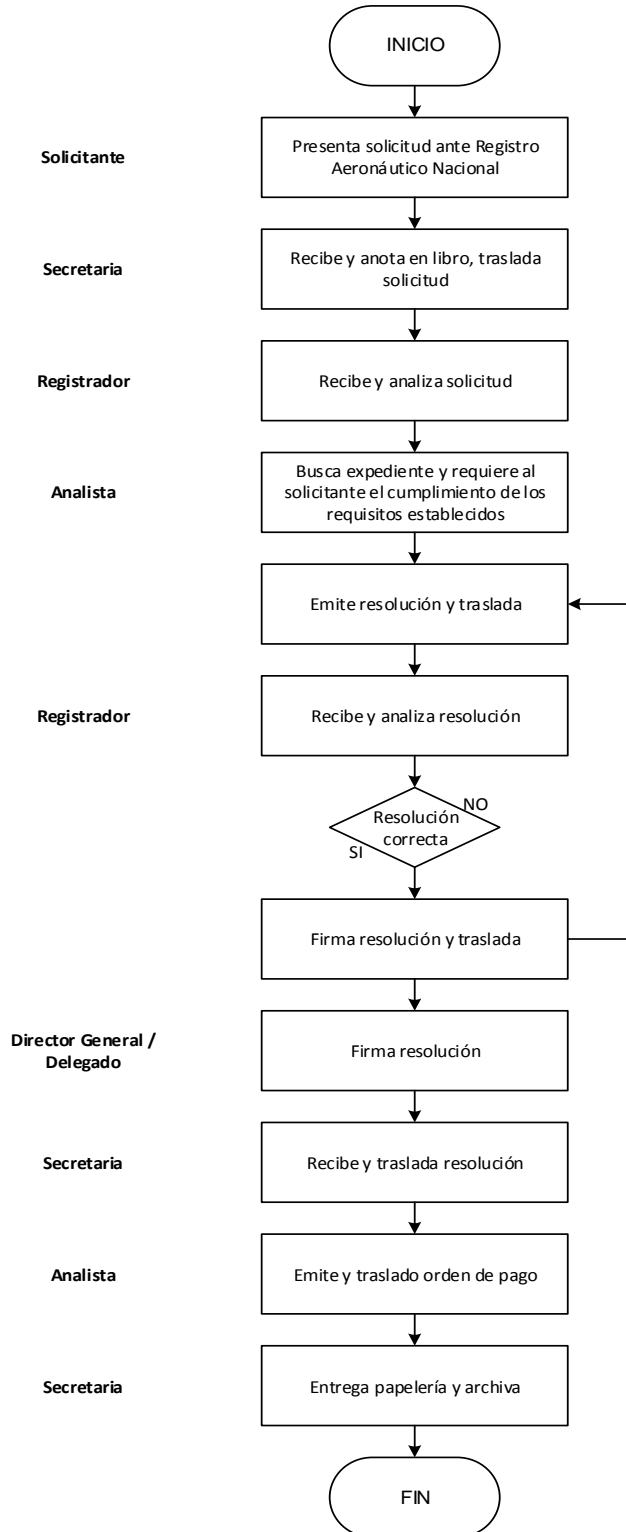 INICIO
Solicitante
Presenta solicitud ante Registro
Aeronáutico Nacional
Secretaria
Recibe y anota en libro, traslada
solicitud
Registrador
Recibe y analiza solicitud
Analista
Busca expediente y requiere al
solicitante el cumplimiento de los
requisitos establecidos
Emite resolución y traslada
Registrador
Recibe y analiza resolución
NO
Resolución
correcta
SI
Firma resolución y traslada
Director General /
Delegado
Firma resolución
Secretaria
Recibe y traslada resolución
Analista
Emite y traslado orden de pago
Secretaria
Entrega papelería y archiva
FIN